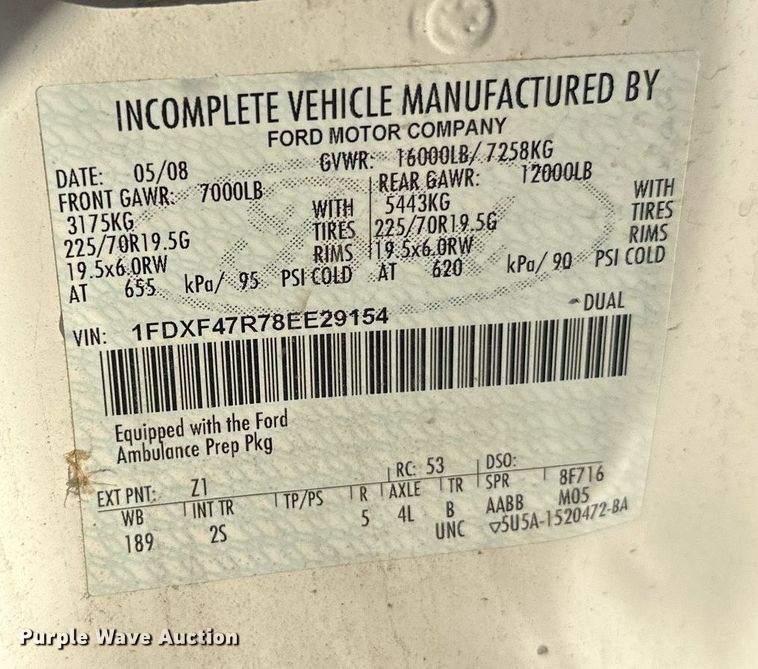 INCOMPLETE VEHICLE MANUFACTURED BY
FORD MOTOR COMPANY
DATE: 05/08 GVWR: 16000LB/ 7258KG
FRONT GAWR: 7000LB REAR GAWR: 12000LB
3175KG WITH 5443KG WITH
225/70R19.5G TIRES 225/70R19.5G TIRES
19.5x6.0RW RIMS 19.5x6.0RW RIMS
AT 655 kPa/ 95 PSI COLD AT 620 kPa/ 90 PSI COLD
VIN: 1FDXF47R78EE29154 DUAL
Equipped with the Ford
Ambulance Prep Pkg
EXT PNT: Z1 RC: 53 DSO:
WB INT TR TP/PS R AXLE TR SPR 8F716
189 2S 5 4L B AABB M05
UNC 5U5A-1520472-BA
Purple Wave Auction